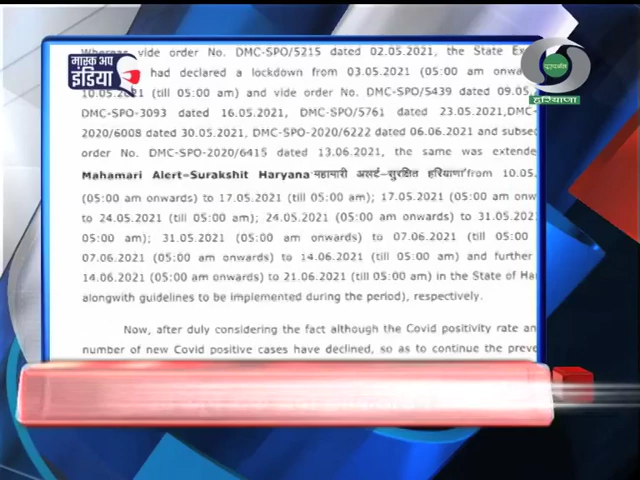 Whereas vide order No. DMC-SPO/5215 dated 02.05.2021, the State
मास्क अप
इंडिया
had declared a lockdown from 03.05.2021 (05:00 am
10.05.2021 (till 05:00 am) and vide order No. DMC-SPO/5439 dated
DMC-SPO-3093 dated 16.05.2021, DMC-SPO/5761 dated 23.05.2021,DMC-
2020/6008 dated 30.05.2021, DMC-SPO-2020/6222 dated 06.06.2021 and
order No. DMC-SPO-2020/6415 dated 13.06.2021, the same was
Mahamari Alert–Surakshit Haryana महामारी अलर्ट–सुरक्षित हरियाणा from 10.05.
(05:00 am onwards) to 17.05.2021 (till 05:00 am); 17.05.2021 (05:00 am
to 24.05.2021 (till 05:00 am); 24.05.2021 (05:00 am onwards) to 31.05.202
05:00 am); 31.05.2021 (05:00 am onwards) to 07.06.2021 (till 05:00
07.06.2021 (05:00 am onwards) to 14.06.2021 (till 05:00 am) and further
14.06.2021 (05:00 am onwards) to 21.06.2021 (till 05:00 am) in the State of
alongwith guidelines to be implemented during the period), respectively.
Now, after duly considering the fact although the Covid positivity rate
number of new Covid positive cases have declined, so as to continue the
दूरदर्शन
हरियाणा